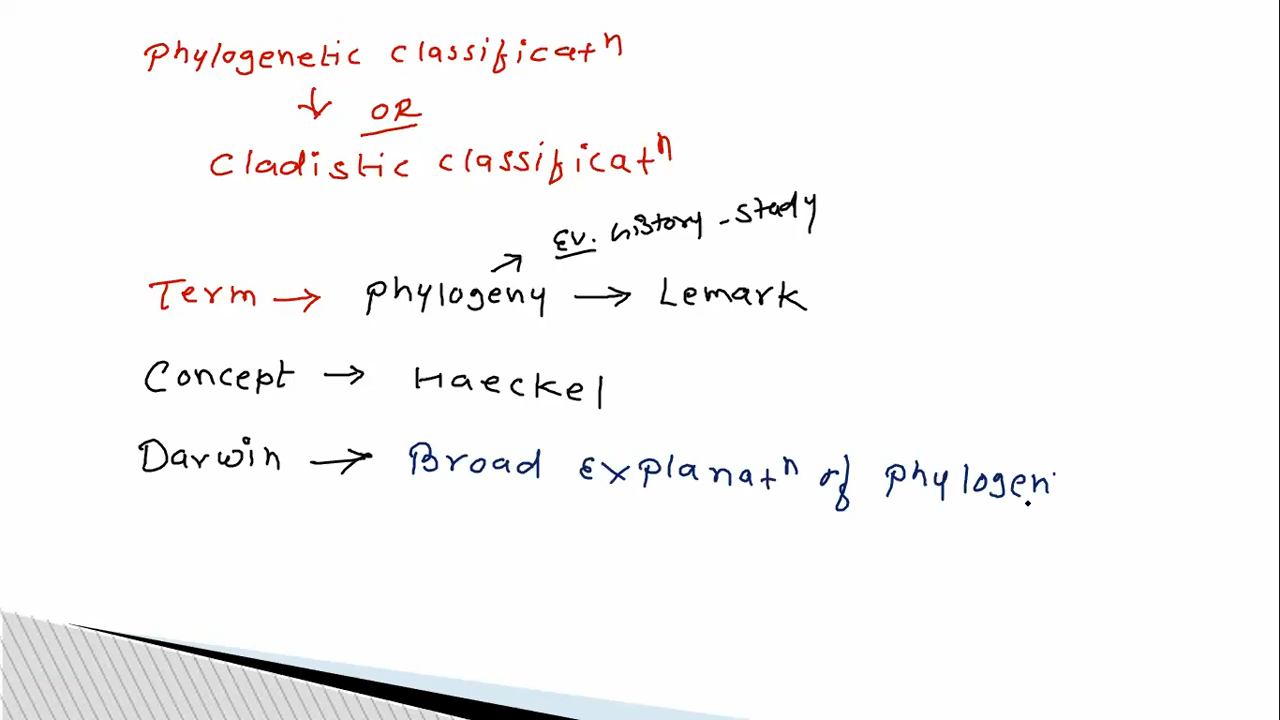 Phylogenetic classificatⁿ
↓ OR
Cladistic classificatⁿ
Ev. history - study
Term → phylogeny → Lemark
Concept → Haeckel
Darwin → Broad explanatⁿ of phylogen